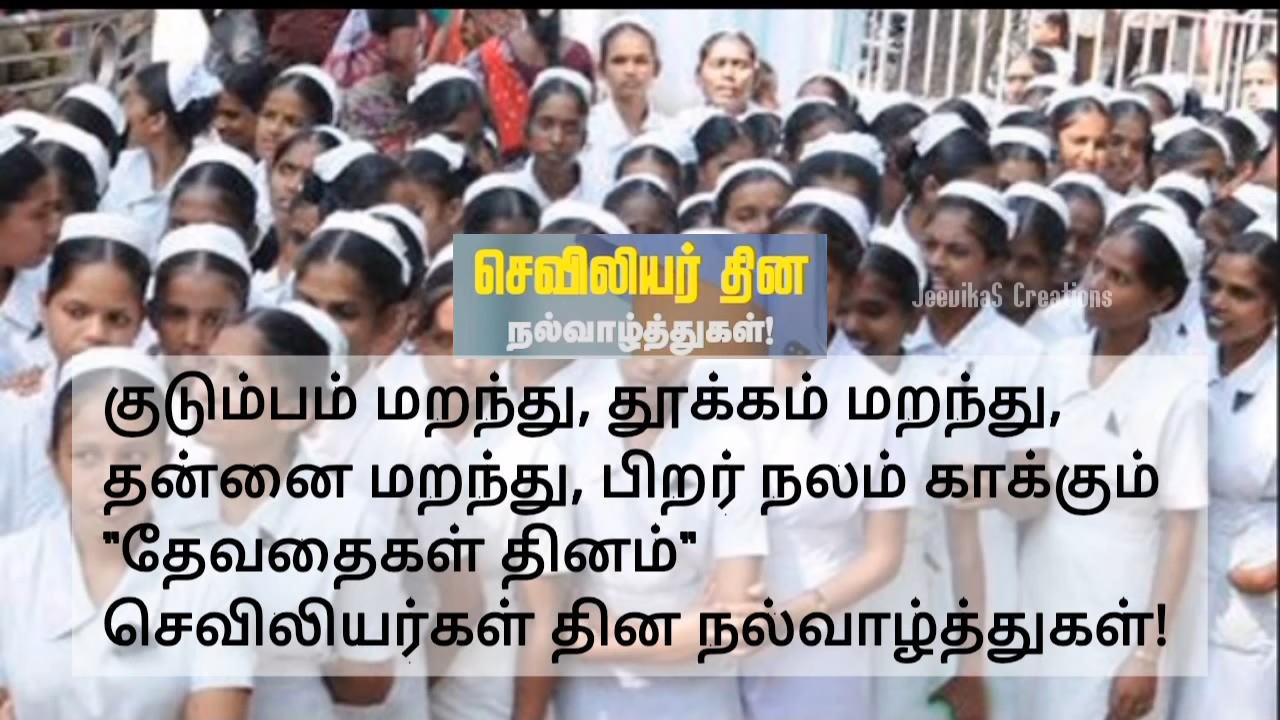 செவிலியர் தின
நல்வாழ்த்துகள்!
JeevikaS Creations
குடும்பம் மறந்து, தூக்கம் மறந்து,
தன்னை மறந்து, பிறர் நலம் காக்கும்
"தேவதைகள் தினம்"
செவிலியர்கள் தின நல்வாழ்த்துகள்!